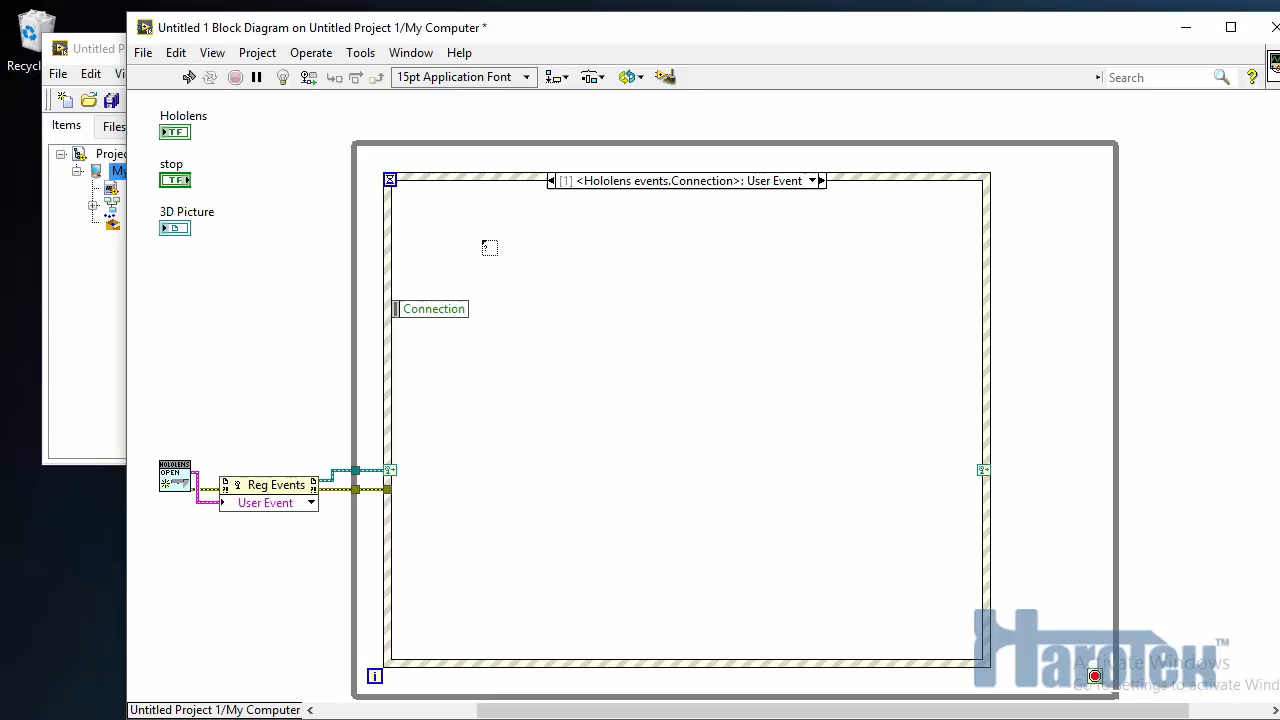 Recycl
Untitled P
File Edit Vi
Items Files
Projec
My
Untitled 1 Block Diagram on Untitled Project 1/My Computer *
File Edit View Project Operate Tools Window Help
15pt Application Font
Search
?
Hololens
TF
stop
TF
3D Picture
[1] <Hololens events.Connection>: User Event
Connection
HOLOLENS
OPEN
Reg Events
User Event
i
HaroTek™
Activate Windows
Go to Settings to activate Wind
Untitled Project 1/My Computer